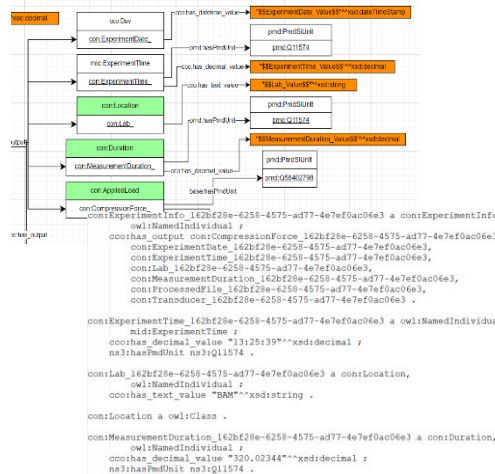 ^xsd:decimal
cco:Day
con:ExperimentDate_
cco:has_datetime_value
"$$ExperimentDate_Value$$"^^xsd:dateTimeStamp
pmd:PmdSIUnit
pmd:Q11574
mid:ExperimentTime
con:ExperimentTime_
pmd:hasPmdUnit
cco:has_decimal_value
"$$ExperimentTime_Value$$"^^xsd:decimal
con:Location
con:Lab_
cco:has_text_value
"$$Lab_Value$$"^^xsd:string
pmd:PmdSIUnit
pmd:Q11574
con:Duration
con:MeasurementDuration_
pmd:hasPmdUnit
cco:has_decimal_value
"$$MeasurementDuration_Value$$"^^xsd:decimal
pmd:PmdSIUnit
pmd:Q56402798
con:AppliedLoad
con:CompressionForce_
base:hasPmdUnit
cco:has_output
con:ExperimentInfo_162bf28e-6258-4575-ad77-4e7ef0ac06e3 a con:ExperimentInfo
owl:NamedIndividual ;
cco:has_output con:CompressionForce_162bf28e-6258-4575-ad77-4e7ef0ac06e3,
con:ExperimentDate_162bf28e-6258-4575-ad77-4e7ef0ac06e3,
con:ExperimentTime_162bf28e-6258-4575-ad77-4e7ef0ac06e3,
con:Lab_162bf28e-6258-4575-ad77-4e7ef0ac06e3,
con:MeasurementDuration_162bf28e-6258-4575-ad77-4e7ef0ac06e3,
con:ProcessedFile_162bf28e-6258-4575-ad77-4e7ef0ac06e3,
con:Transducer_162bf28e-6258-4575-ad77-4e7ef0ac06e3 .
con:ExperimentTime_162bf28e-6258-4575-ad77-4e7ef0ac06e3 a owl:NamedIndividua
mid:ExperimentTime ;
cco:has_decimal_value "13:25:39"^^xsd:decimal ;
ns3:hasPmdUnit ns3:Q11574 .
con:Lab_162bf28e-6258-4575-ad77-4e7ef0ac06e3 a con:Location,
owl:NamedIndividual ;
cco:has_text_value "BAM"^^xsd:string .
con:Location a owl:Class .
con:MeasurementDuration_162bf28e-6258-4575-ad77-4e7ef0ac06e3 a con:Duration,
owl:NamedIndividual ;
cco:has_decimal_value "320.02344"^^xsd:decimal ;
ns3:hasPmdUnit ns3:Q11574 .